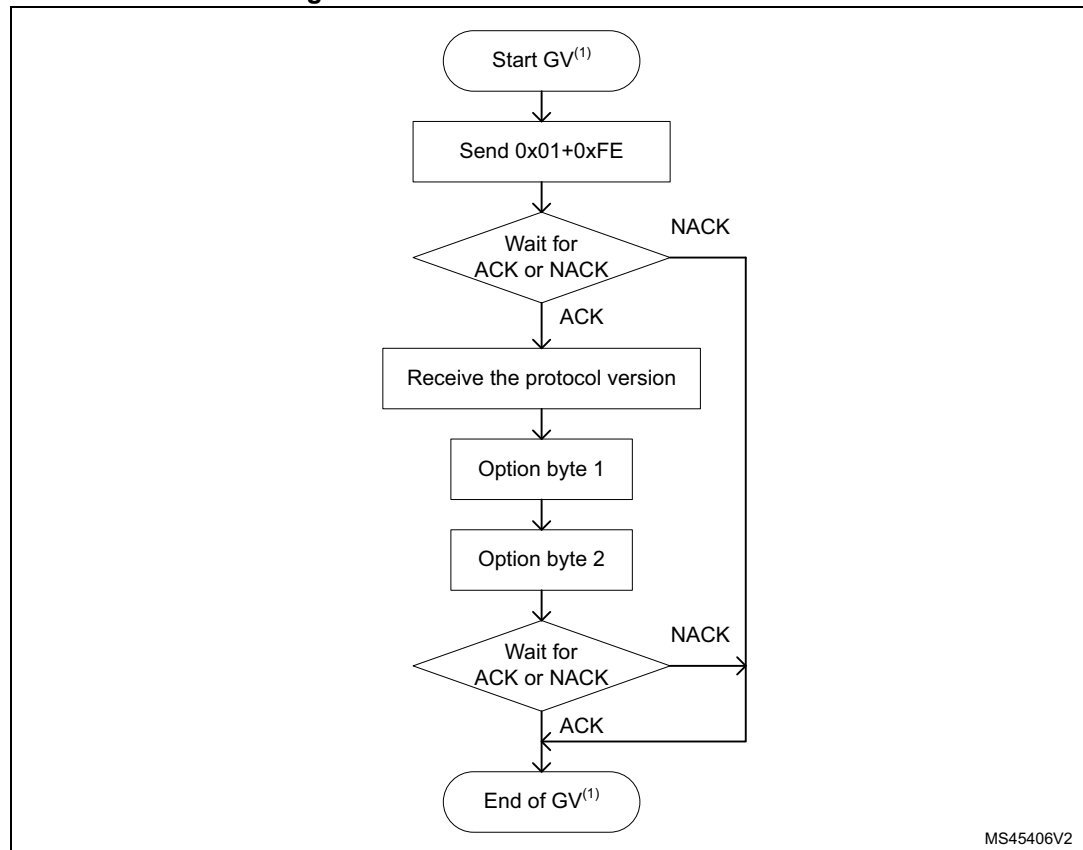 Start GV(1)
Send 0x01+0xFE
NACK
Wait for
ACK or NACK
ACK
Receive the protocol version
Option byte 1
Option byte 2
NACK
Wait for
ACK or NACK
ACK
End of GV(1)
MS45406V2